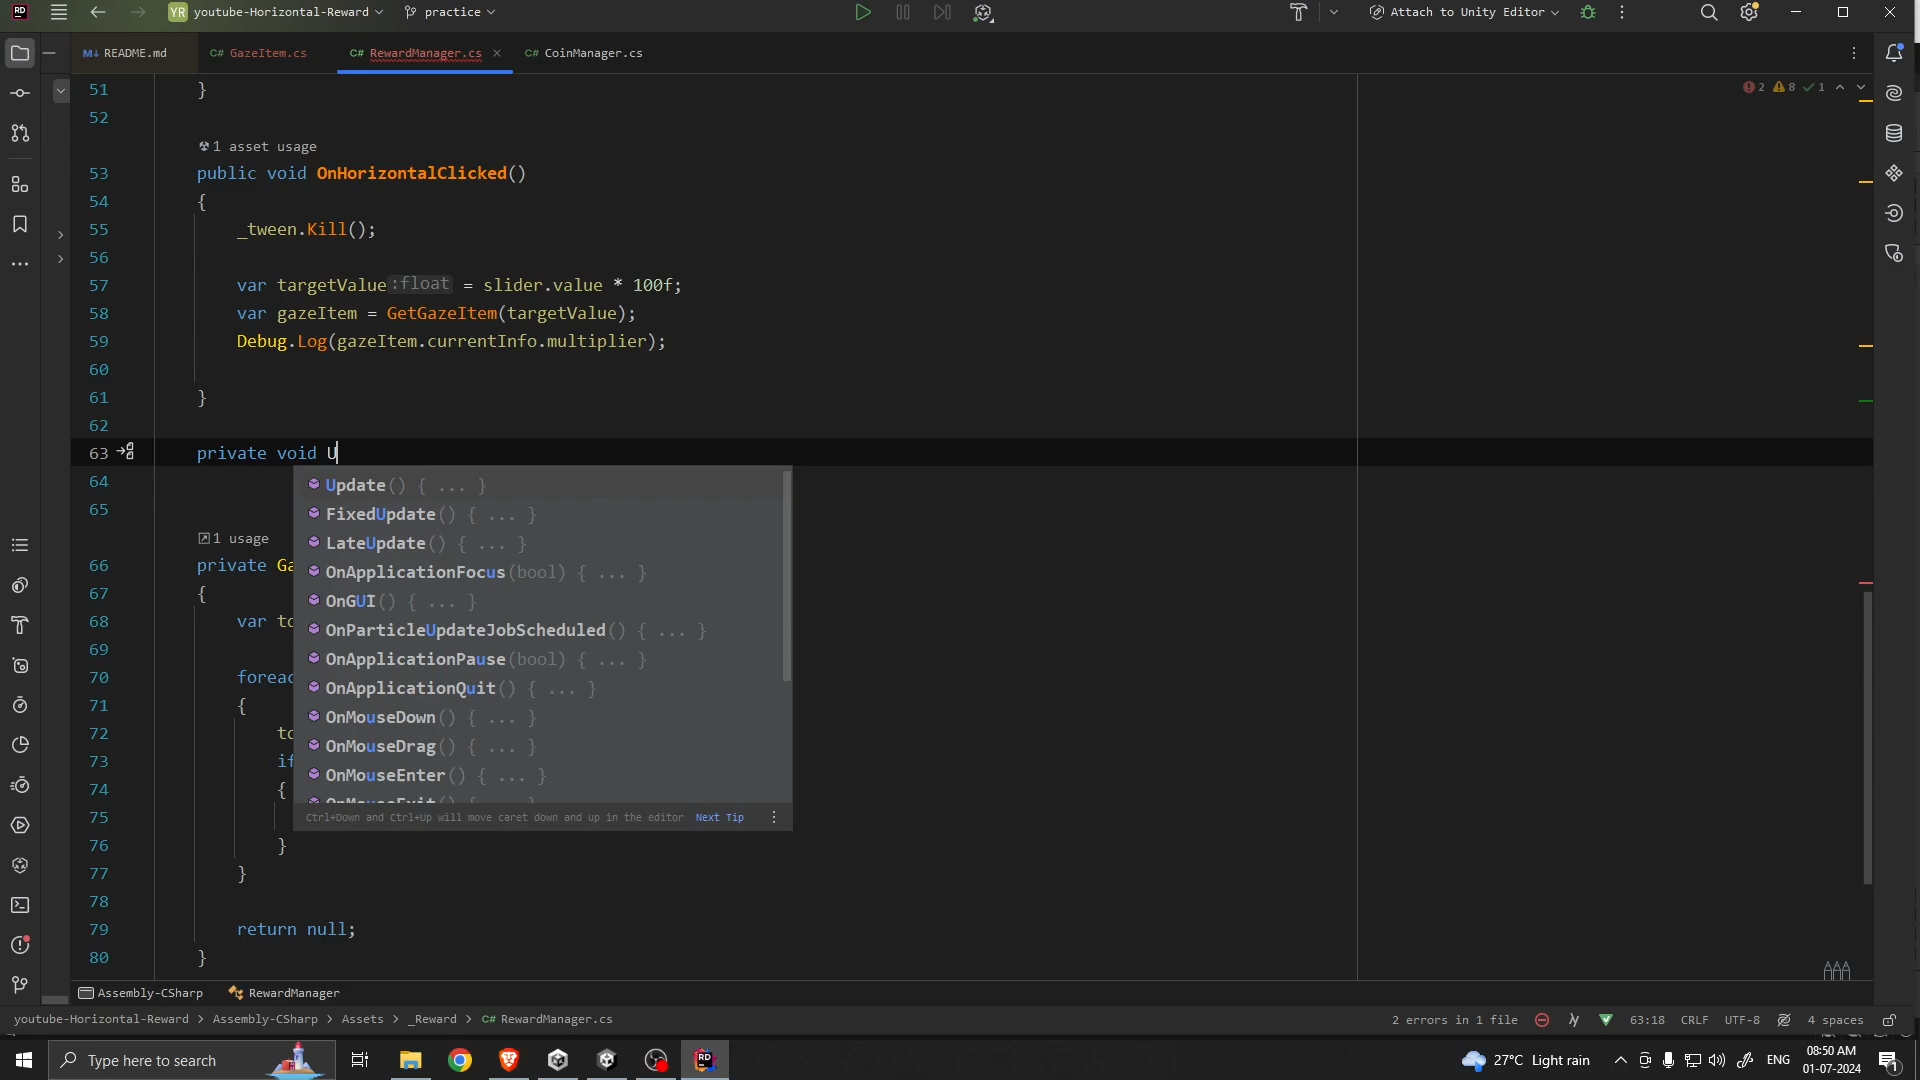 YR youtube-Horizontal-Reward practice Attach to Unity Editor
M↓ README.md C# GazeItem.cs C# RewardManager.cs C# CoinManager.cs
51 }
2 8 1
52
1 asset usage
53 public void OnHorizontalClicked()
54 {
55 _tween.Kill();
56
57 var targetValue :float = slider.value * 100f;
58 var gazeItem = GetGazeItem(targetValue);
59 Debug.Log(gazeItem.currentInfo.multiplier);
60
61 }
62
63 private void U
64
Update() { ... }
65
FixedUpdate() { ... }
1 usage
LateUpdate() { ... }
66 private Ga
OnApplicationFocus(bool) { ... }
67 {
OnGUI() { ... }
68 var to
OnParticleUpdateJobScheduled() { ... }
69
OnApplicationPause(bool) { ... }
70 foreac
OnApplicationQuit() { ... }
71 {
OnMouseDown() { ... }
72 to
OnMouseDrag() { ... }
73 if
OnMouseEnter() { ... }
74 {
OnMouseExit() { ... }
75
Ctrl+Down and Ctrl+Up will move caret down and up in the editor Next Tip
76 }
77 }
78
79 return null;
80 }
Assembly-CSharp RewardManager
youtube-Horizontal-Reward > Assembly-CSharp > Assets > _Reward > C# RewardManager.cs 2 errors in 1 file 63:18 CRLF UTF-8 4 spaces
Type here to search RD 27°C Light rain ENG 08:50 AM
01-07-2024 1